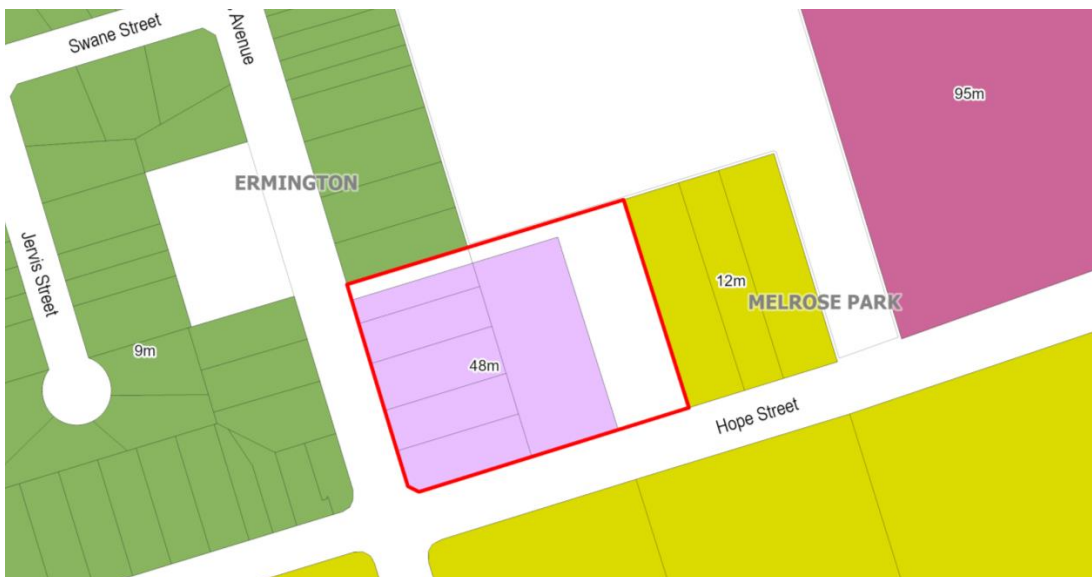 Swane Street
Avenue
95m
ERMINGTON
Jervis Street
12m
MELROSE PARK
9m
48m
Hope Street